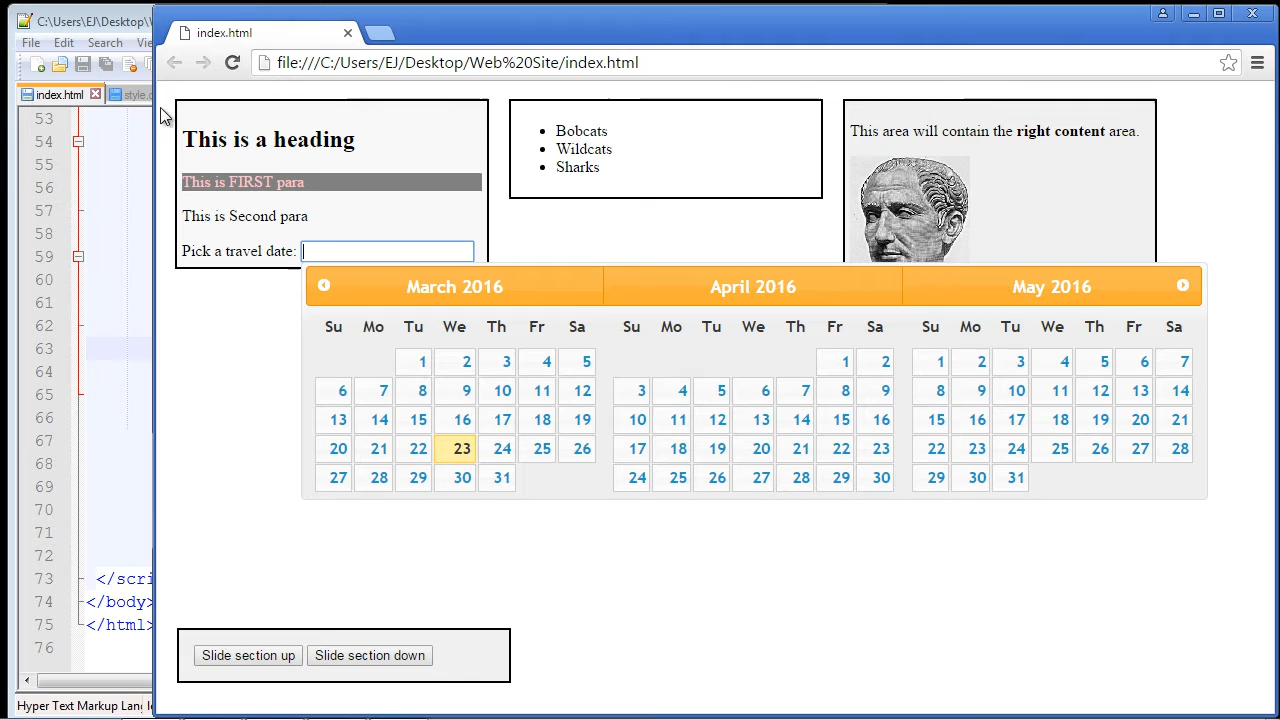 C:\Users\EJ\Desktop\
File Edit Search
index.html
style.
53
54
55
56
57
58
59
60
61
62
63
64
65
66
67
68
69
70
71
72
73 </scri
74 </body>
75 </html>
76
Hyper Text Markup Lan
index.html
file:///C:/Users/EJ/Desktop/Web%20Site/index.html
This is a heading
This is FIRST para
This is Second para
Pick a travel date:
Bobcats
Wildcats
Sharks
This area will contain the right content area.
March 2016
Su Mo Tu We Th Fr Sa
1 2 3 4 5
6 7 8 9 10 11 12
13 14 15 16 17 18 19
20 21 22 23 24 25 26
27 28 29 30 31
April 2016
Su Mo Tu We Th Fr Sa
1 2
3 4 5 6 7 8 9
10 11 12 13 14 15 16
17 18 19 20 21 22 23
24 25 26 27 28 29 30
May 2016
Su Mo Tu We Th Fr Sa
1 2 3 4 5 6 7
8 9 10 11 12 13 14
15 16 17 18 19 20 21
22 23 24 25 26 27 28
29 30 31
Slide section up
Slide section down